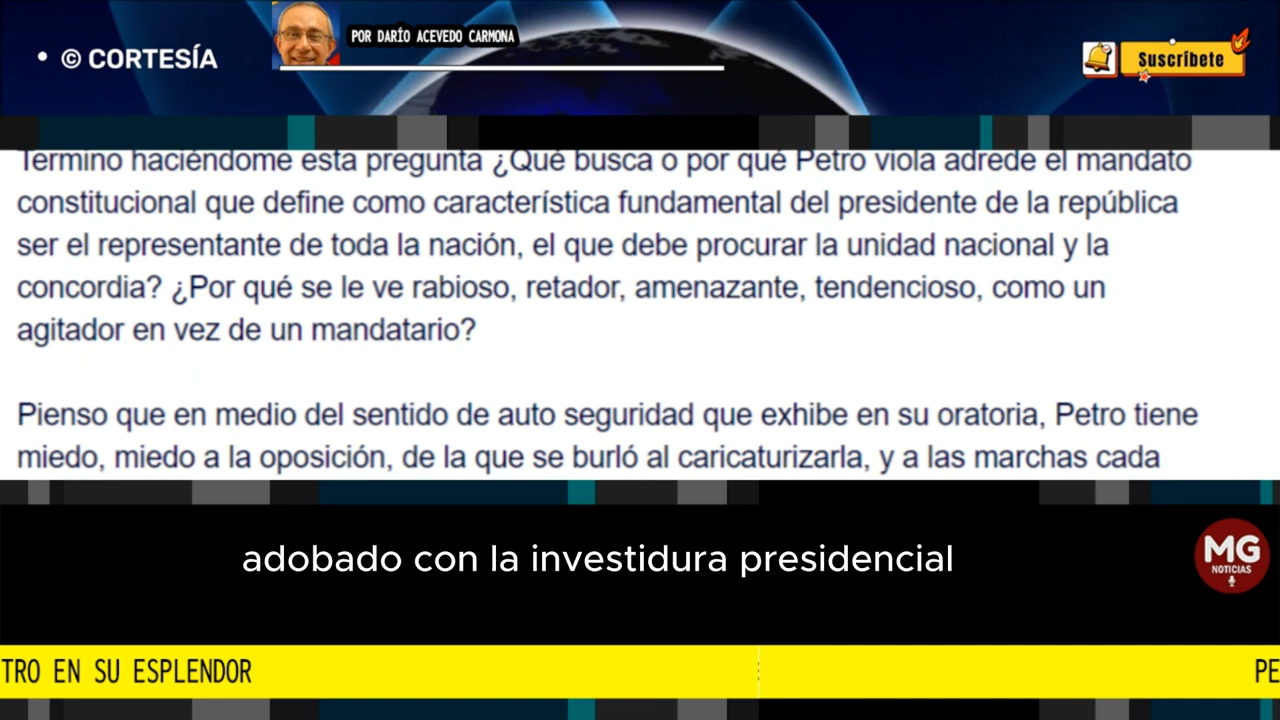 • © CORTESÍA
POR DARÍO ACEVEDO CARMONA
Suscríbete
Termino haciéndome esta pregunta ¿Qué busca o por qué Petro viola adrede el mandato
constitucional que define como característica fundamental del presidente de la república
ser el representante de toda la nación, el que debe procurar la unidad nacional y la
concordia? ¿Por qué se le ve rabioso, retador, amenazante, tendencioso, como un
agitador en vez de un mandatario?
Pienso que en medio del sentido de auto seguridad que exhibe en su oratoria, Petro tiene
miedo, miedo a la oposición, de la que se burló al caricaturizarla, y a las marchas cada
adobado con la investidura presidencial
MG
NOTICIAS
TRO EN SU ESPLENDOR
PE